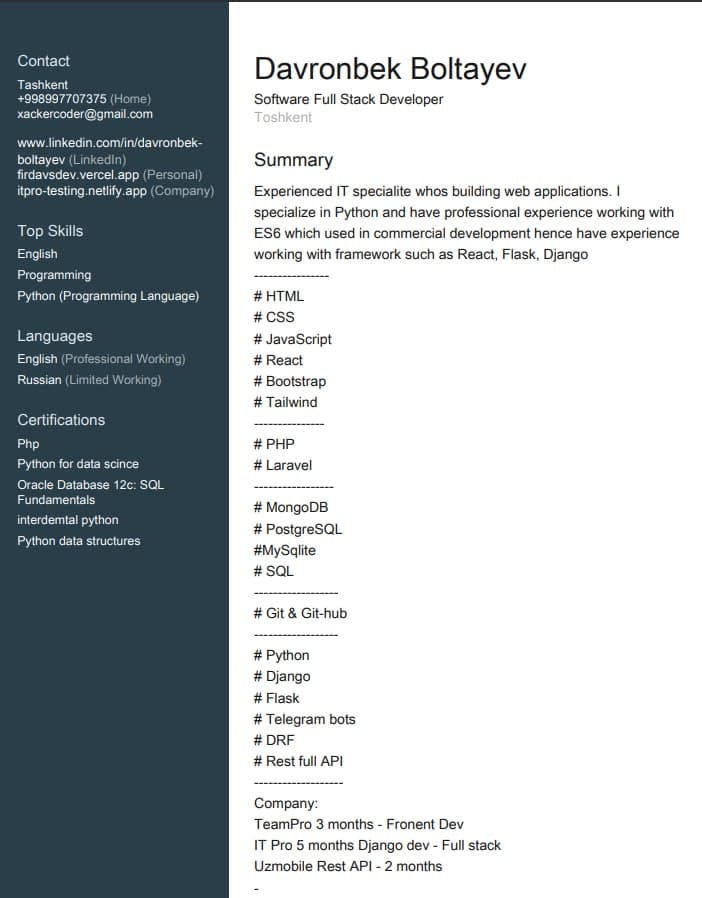 Contact
Tashkent
+998997707375 (Home)
xackercoder@gmail.com
www.linkedin.com/in/davronbek-
boltayev (LinkedIn)
firdavsdev.vercel.app (Personal)
itpro-testing.netlify.app (Company)
Top Skills
English
Programming
Python (Programming Language)
Languages
English (Professional Working)
Russian (Limited Working)
Certifications
Php
Python for data scince
Oracle Database 12c: SQL
Fundamentals
interdemtal python
Python data structures
Davronbek Boltayev
Software Full Stack Developer
Toshkent
Summary
Experienced IT specialite whos building web applications. I
specialize in Python and have professional experience working with
ES6 which used in commercial development hence have experience
working with framework such as React, Flask, Django
----------------
# HTML
# CSS
# JavaScript
# React
# Bootstrap
# Tailwind
---------------
# PHP
# Laravel
-----------------
# MongoDB
# PostgreSQL
#MySqlite
# SQL
------------------
# Git & Git-hub
------------------
# Python
# Django
# Flask
# Telegram bots
# DRF
# Rest full API
-------------------
Company:
TeamPro 3 months - Fronent Dev
IT Pro 5 months Django dev - Full stack
Uzmobile Rest API - 2 months
-